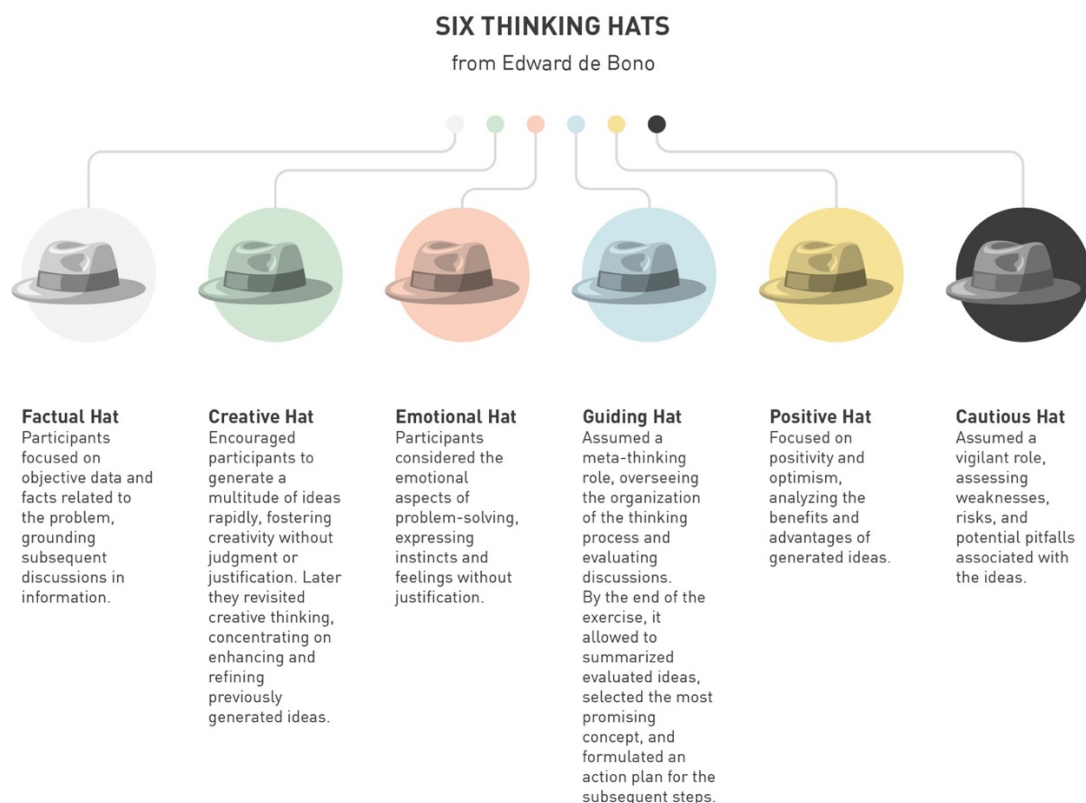 SIX THINKING HATS
from Edward de Bono
Factual Hat
Participants
focused on
objective data and
facts related to
the problem,
grounding
subsequent
discussions in
information.
Creative Hat
Encouraged
participants to
generate a
multitude of ideas
rapidly, fostering
creativity without
judgment or
justification. Later
they revisited
creative thinking,
concentrating on
enhancing and
refining
previously
generated ideas.
Emotional Hat
Participants
considered the
emotional
aspects of
problem-solving,
expressing
instincts and
feelings without
justification.
Guiding Hat
Assumed a
meta-thinking
role, overseeing
the organization
of the thinking
process and
evaluating
discussions.
By the end of the
exercise, it
allowed to
summarized
evaluated ideas,
selected the most
promising
concept, and
formulated an
action plan for the
subsequent steps.
Positive Hat
Focused on
positivity and
optimism,
analyzing the
benefits and
advantages of
generated ideas.
Cautious Hat
Assumed a
vigilant role,
assessing
weaknesses,
risks, and
potential pitfalls
associated with
the ideas.